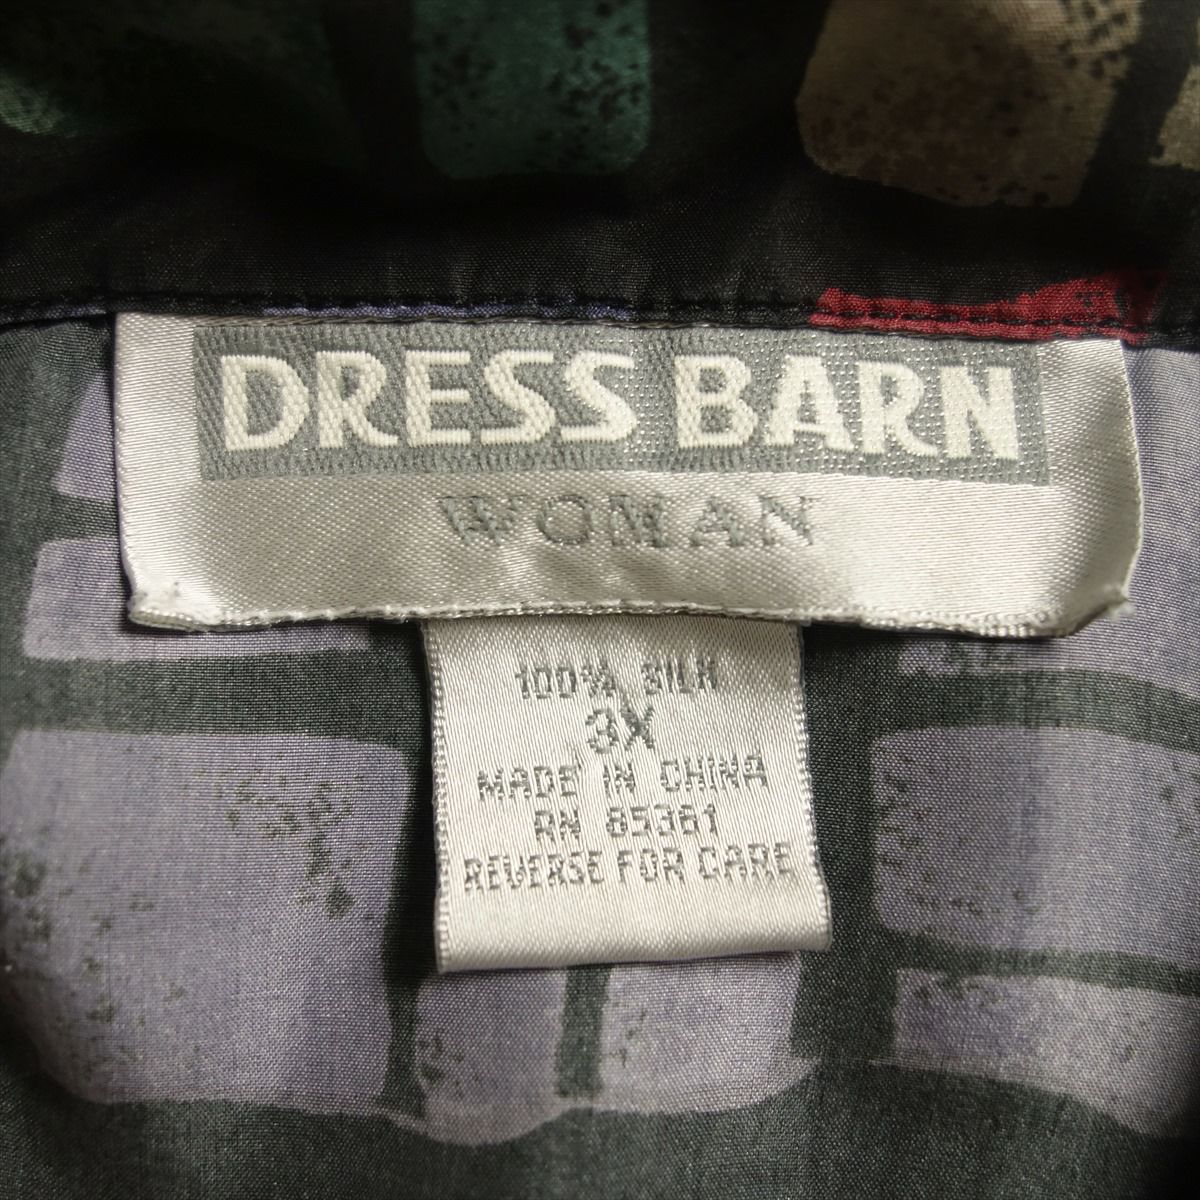 DRESS BARN
WOMAN
100% SILK
3X
MADE IN CHINA
RN 85361
REVERSE FOR CARE